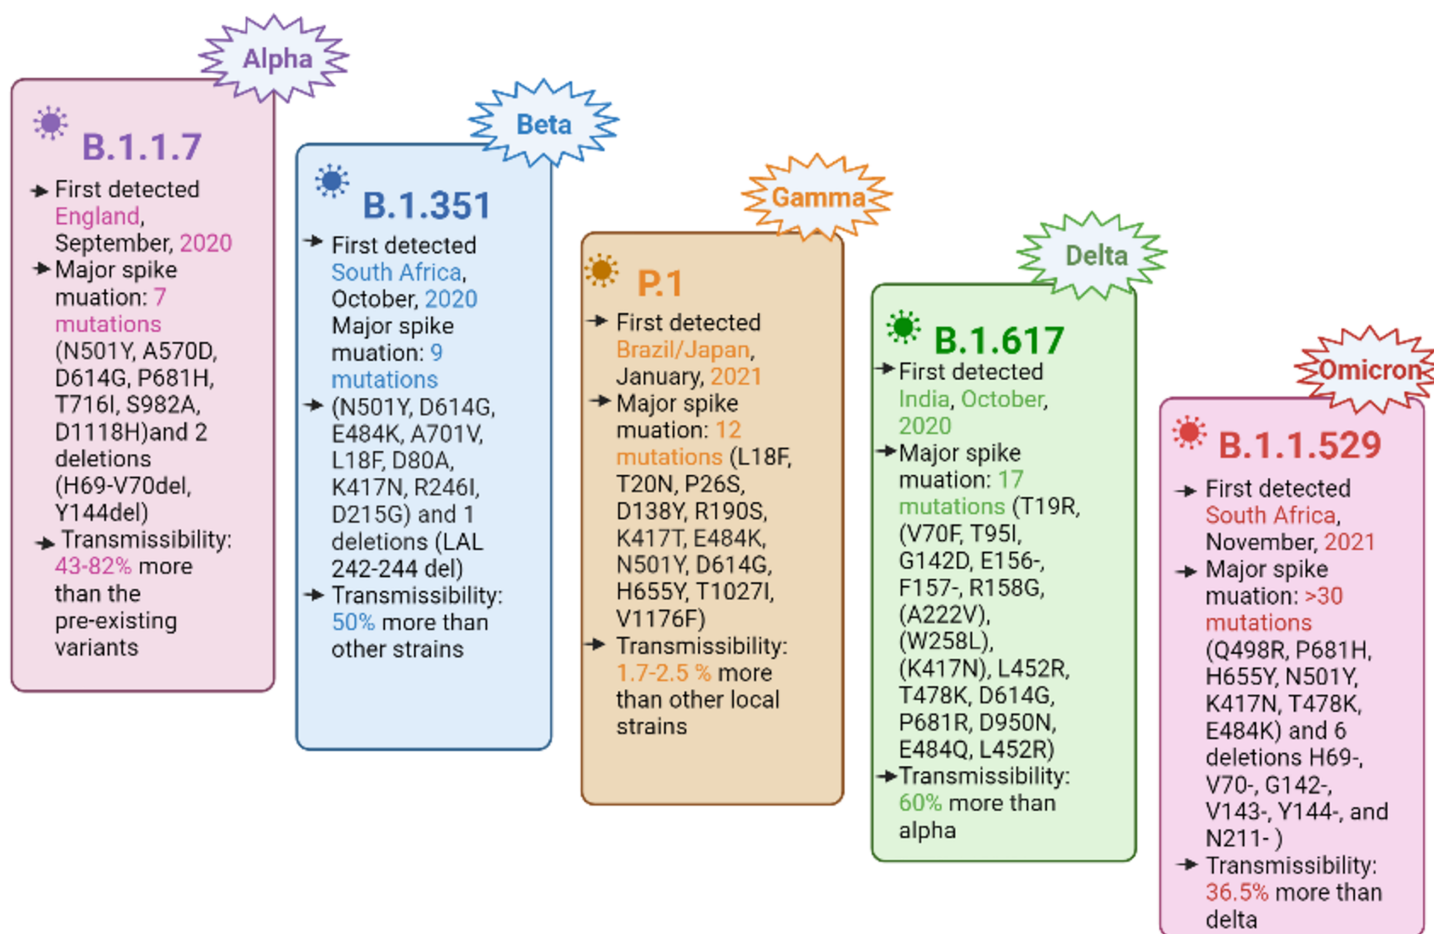 Alpha
B.1.1.7
First detected
England,
September, 2020
Major spike
muation: 7
mutations
(N501Y, A570D,
D614G, P681H,
T716I, S982A,
D1118H)and 2
deletions
(H69-V70del,
Y144del)
Transmissibility:
43-82% more
than the
pre-existing
variants
Beta
B.1.351
First detected
South Africa,
October, 2020
Major spike
muation: 9
mutations
(N501Y, D614G,
E484K, A701V,
L18F, D80A,
K417N, R246I,
D215G) and 1
deletions (LAL
242-244 del)
Transmissibility:
50% more than
other strains
Gamma
P.1
First detected
Brazil/Japan,
January, 2021
Major spike
muation: 12
mutations (L18F,
T20N, P26S,
D138Y, R190S,
K417T, E484K,
N501Y, D614G,
H655Y, T1027I,
V1176F)
Transmissibility:
1.7-2.5 % more
than other local
strains
Delta
B.1.617
First detected
India, October,
2020
Major spike
muation: 17
mutations (T19R,
(V70F, T95I,
G142D, E156-,
F157-, R158G,
(A222V),
(W258L),
(K417N), L452R,
T478K, D614G,
P681R, D950N,
E484Q, L452R)
Transmissibility:
60% more than
alpha
Omicron
B.1.1.529
First detected
South Africa,
November, 2021
Major spike
muation: >30
mutations
(Q498R, P681H,
H655Y, N501Y,
K417N, T478K,
E484K) and 6
deletions H69-,
V70-, G142-,
V143-, Y144-, and
N211- )
Transmissibility:
36.5% more than
delta